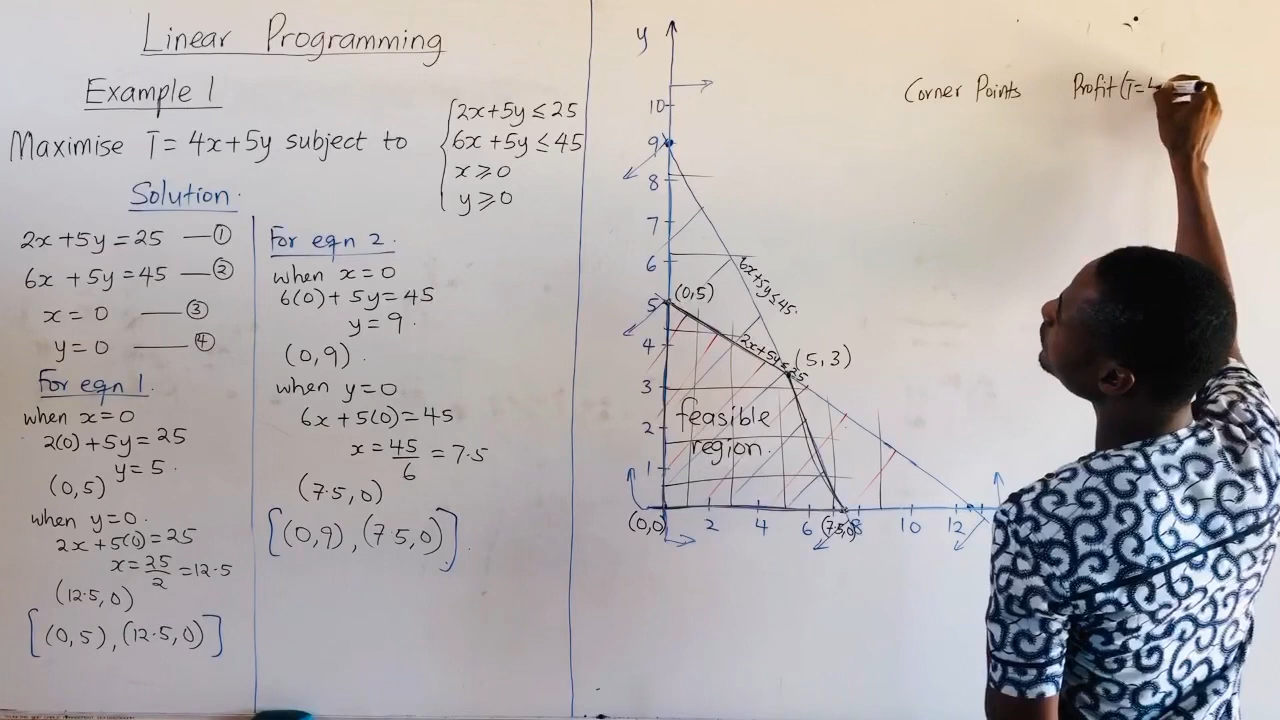 Linear Programming
Example 1
Maximise T = 4x+5y subject to
2x+5y ≤ 25
6x+5y ≤ 45
x ⩾ 0
y ⩾ 0
Solution.
2x+5y = 25 — ①
6x + 5y = 45 — ②
x = 0 — ③
y = 0 — ④
For eqn 1.
when x = 0
2(0) + 5y = 25
y = 5.
(0,5)
when y = 0.
2x + 5(0) = 25
x = 25/2 = 12.5
(12.5, 0)
[(0,5), (12.5, 0)]
For eqn 2.
when x = 0
6(0) + 5y = 45
y = 9.
(0,9).
when y = 0
6x + 5(0) = 45
x = 45/6 = 7.5
(7.5, 0)
[(0,9), (7.5, 0)]
y
10
9
8
7
6
5
4
3
2
1
(0,5)
6x+5y≤45
2x+5y≤25
(5,3)
feasible
region.
(0,0)
2
4
6
(7.5,0)
8
10
12
Corner Points
Profit (T=4